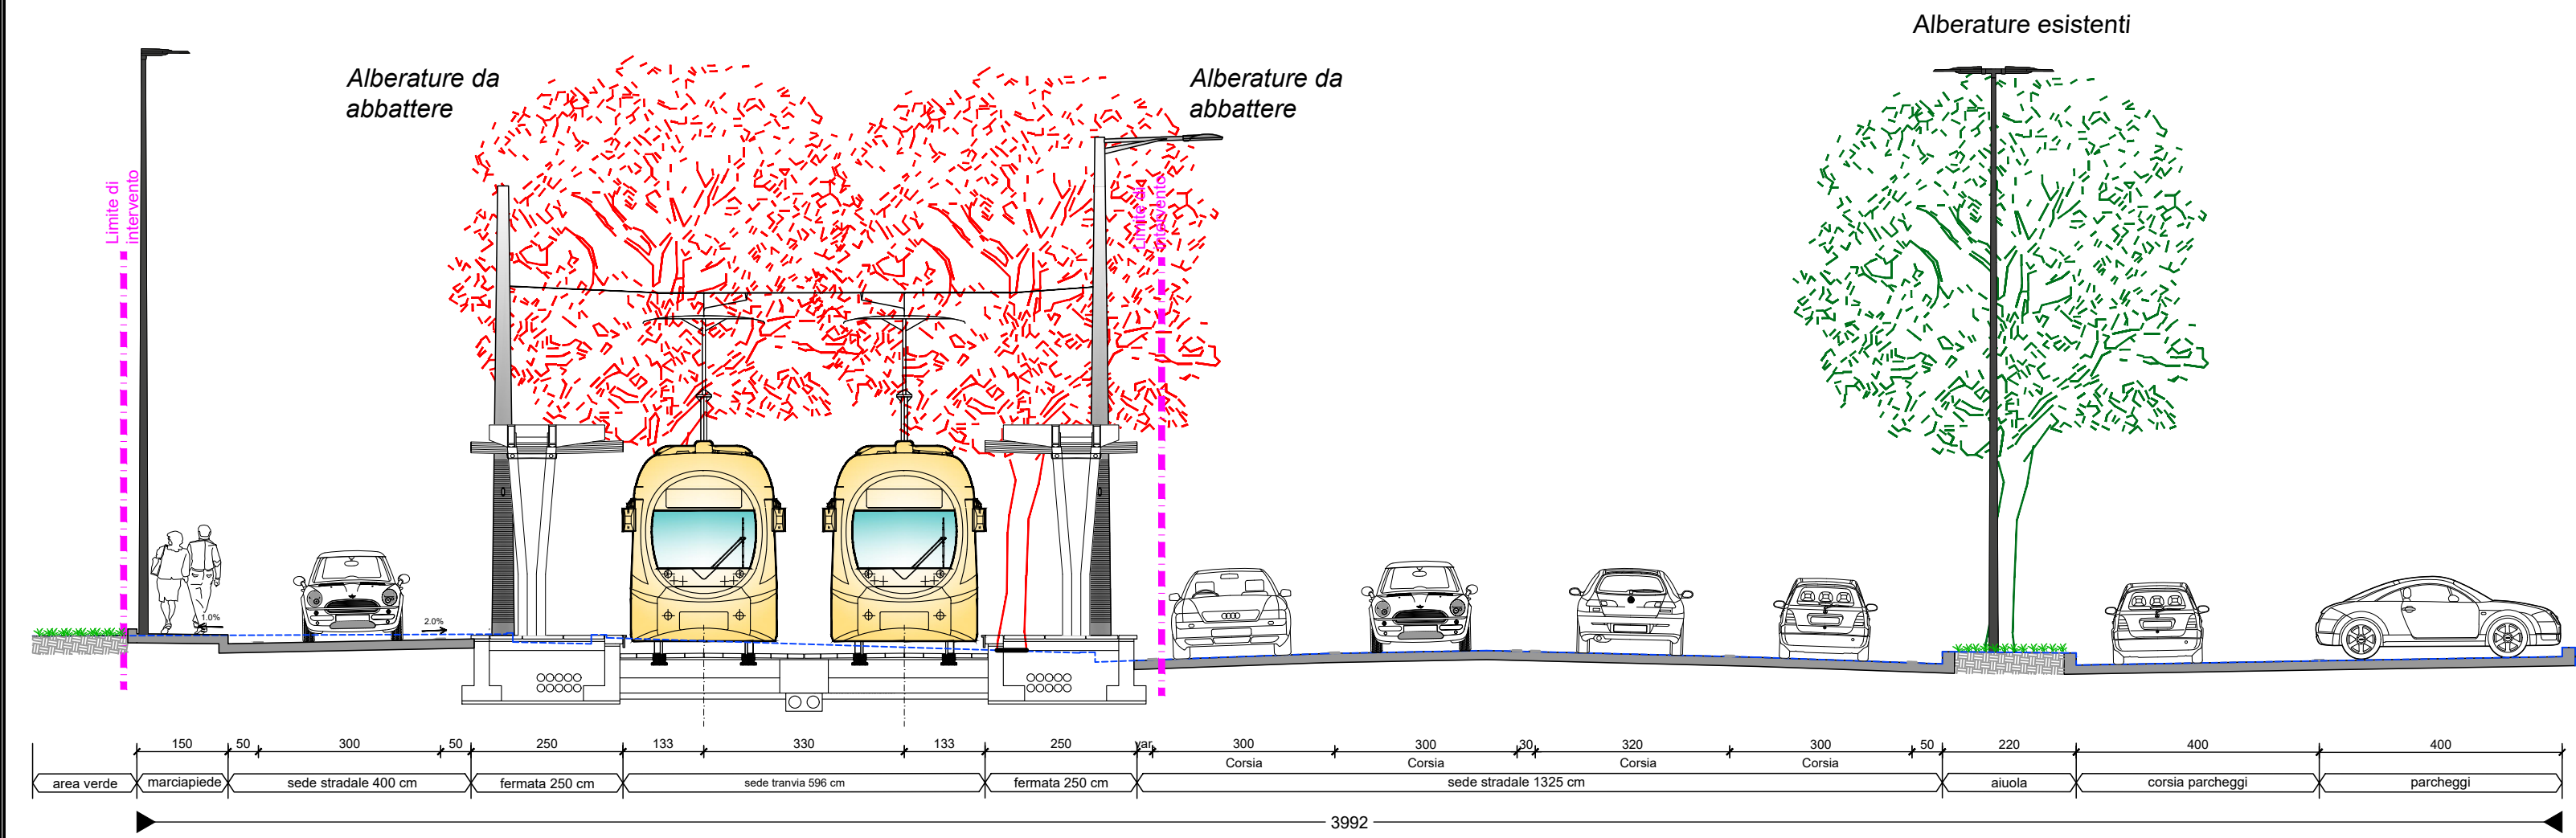 Alberature esistenti
Alberature da
abbattere
Alberature da
abbattere
Limite di
intervento
Limite di
intervento
1.0%
2.0%
150
50
300
50
250
133
330
133
250
var.
300
300
30
320
300
50
220
400
400
Corsia
Corsia
Corsia
Corsia
area verde
marciapiede
sede stradale 400 cm
fermata 250 cm
sede tranvia 596 cm
fermata 250 cm
sede stradale 1325 cm
aiuola
corsia parcheggi
parcheggi
3992